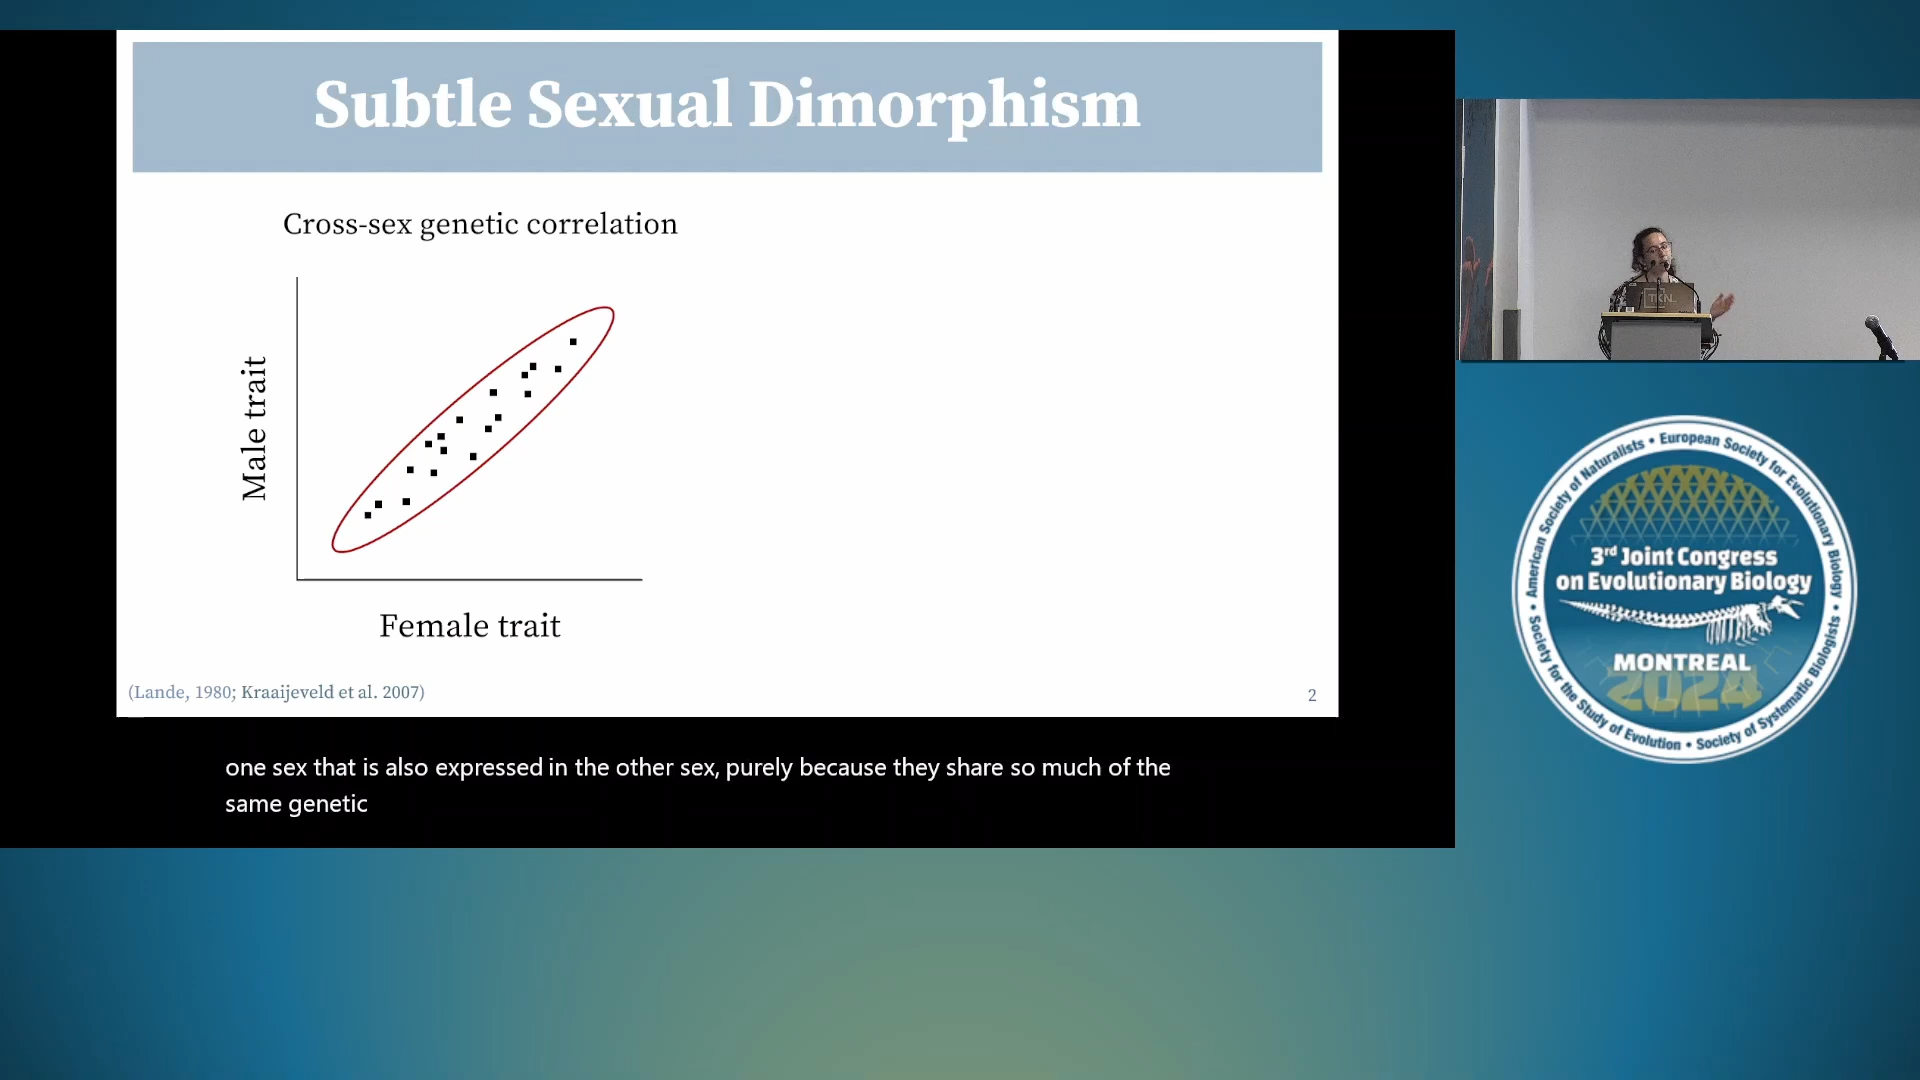 Subtle Sexual Dimorphism
Cross-sex genetic correlation
Male trait
Female trait
(Lande, 1980; Kraaijeveld et al. 2007)
2
one sex that is also expressed in the other sex, purely because they share so much of the
same genetic
American Society of Naturalists • European Society for Evolutionary Biology •
Society for the Study of Evolution • Society of Systematic Biologists •
3rd Joint Congress
on Evolutionary Biology
MONTREAL
2024